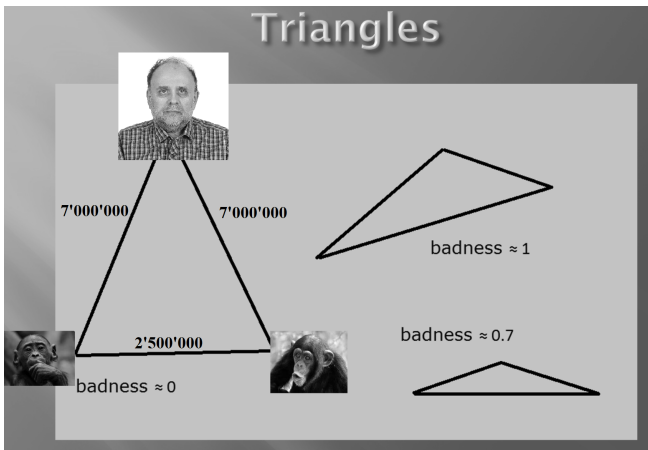 Triangles
7'000'000
7'000'000
badness ≈ 1
2'500'000
badness ≈ 0.7
badness ≈ 0